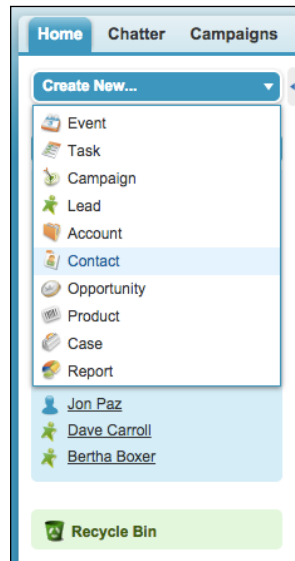 Home Chatter Campaigns
Create New...
Event
Task
Campaign
Lead
Account
Contact
Opportunity
Product
Case
Report
Jon Paz
Dave Carroll
Bertha Boxer
Recycle Bin